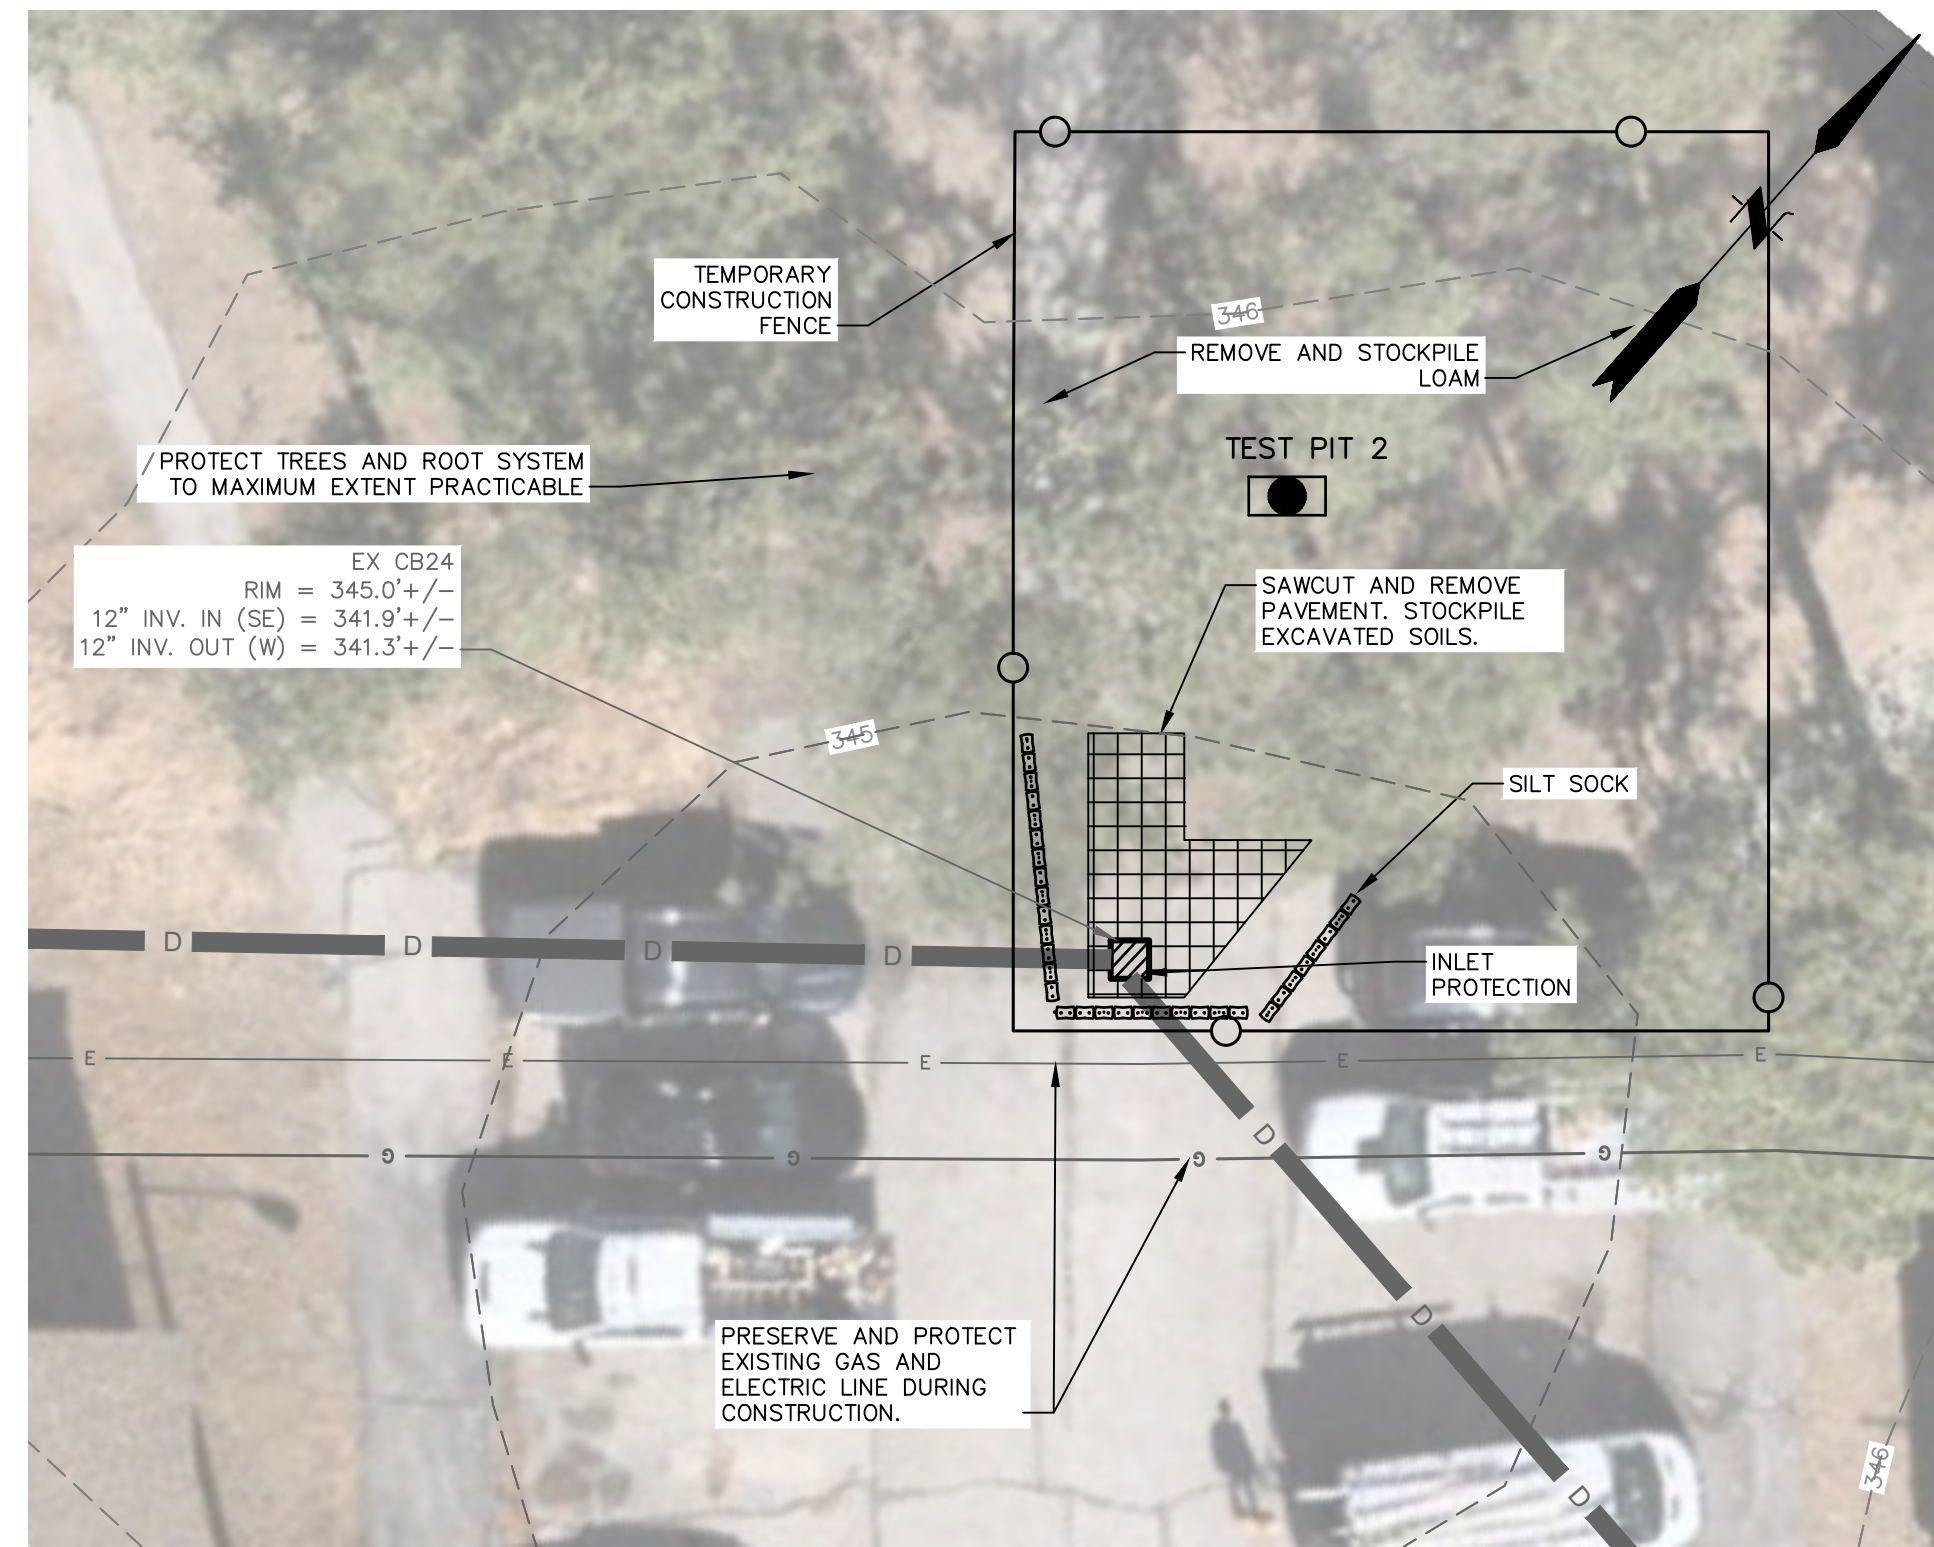 TEMPORARY
CONSTRUCTION
FENCE
346
REMOVE AND STOCKPILE
LOAM
N
TEST PIT 2
PROTECT TREES AND ROOT SYSTEM
TO MAXIMUM EXTENT PRACTICABLE
EX CB24
RIM = 345.0'+/-
12" INV. IN (SE) = 341.9'+/-
12" INV. OUT (W) = 341.3'+/-
SAWCUT AND REMOVE
PAVEMENT. STOCKPILE
EXCAVATED SOILS.
345
SILT SOCK
INLET
PROTECTION
D D D D
E E E E E
D
G G G G
D
PRESERVE AND PROTECT
EXISTING GAS AND
ELECTRIC LINE DURING
CONSTRUCTION.
346
D